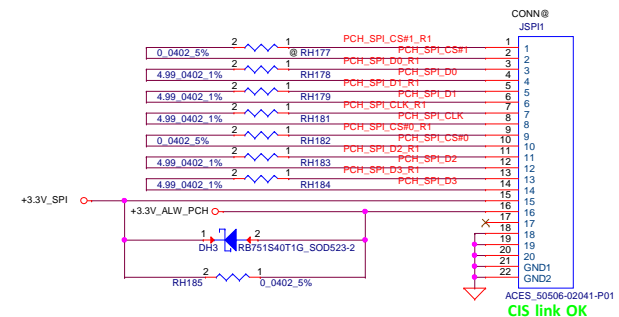 CONN@
JSPI1
2 1 PCH_SPI_CS#1_R1 1 1
0_0402_5% @ RH177 PCH_SPI_CS#1 2 2
2 1 PCH_SPI_D0_R1 3 3
4.99_0402_1% RH178 PCH_SPI_D0 4 4
2 1 PCH_SPI_D1_R1 5 5
4.99_0402_1% RH179 PCH_SPI_D1 6 6
2 1 PCH_SPI_CLK_R1 7 7
4.99_0402_1% RH181 PCH_SPI_CLK 8 8
2 1 PCH_SPI_CS#0_R1 9 9
0_0402_5% RH182 PCH_SPI_CS#0 10 10
2 1 PCH_SPI_D2_R1 11 11
4.99_0402_1% RH183 PCH_SPI_D2 12 12
2 1 PCH_SPI_D3_R1 13 13
4.99_0402_1% RH184 PCH_SPI_D3 14 14
+3.3V_SPI 15 15
+3.3V_ALW_PCH 16 16
17 17
18 18
1 2 19 19
DH3 RB751S40T1G_SOD523-2 20 20
21 GND1
2 1 22 GND2
RH185 0_0402_5%
ACES_50506-02041-P01
CIS link OK